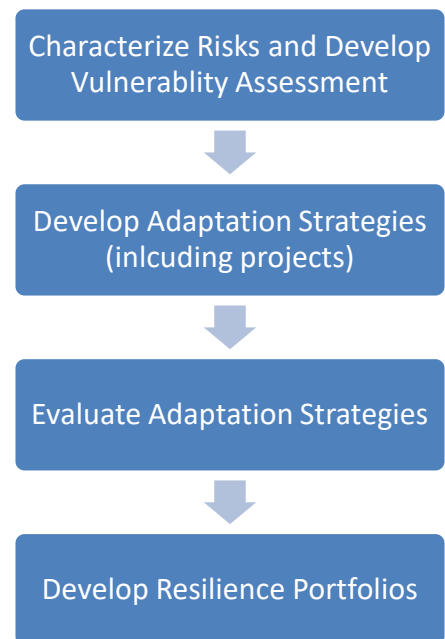 Characterize Risks and Develop
Vulnerablity Assessment
Develop Adaptation Strategies
(inlcuding projects)
Evaluate Adaptation Strategies
Develop Resilience Portfolios